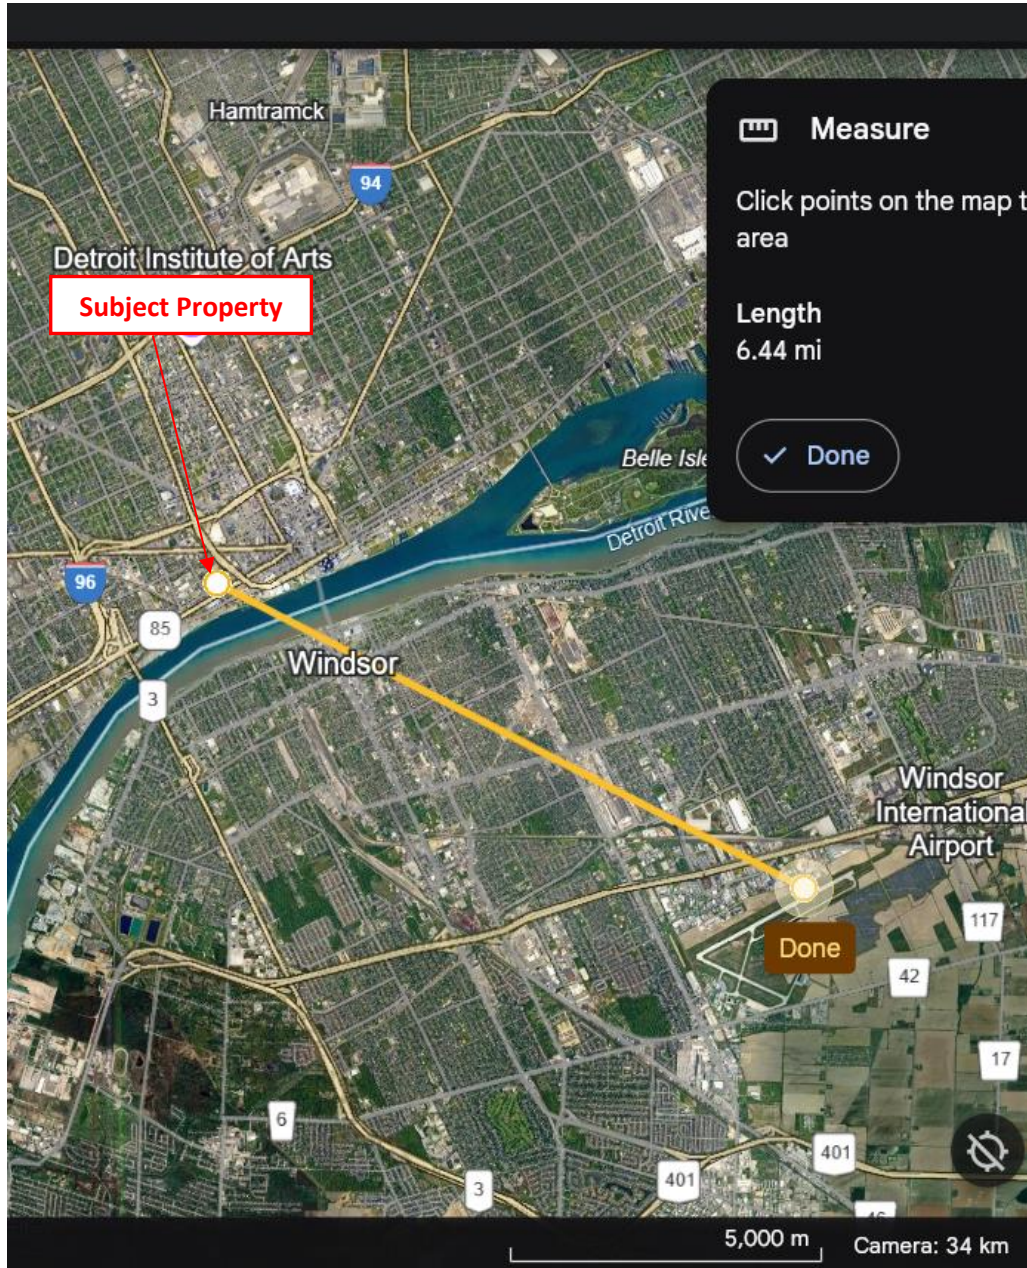 Hamtramck
94
Detroit Institute of Arts
Subject Property
Measure
Click points on the map t
area
Length
6.44 mi
Done
Belle Isle
Detroit Rive
96
85
Windsor
3
Windsor
Internationa
Airport
Done
117
42
17
6
401
401
3
46
5,000 m
Camera: 34 km